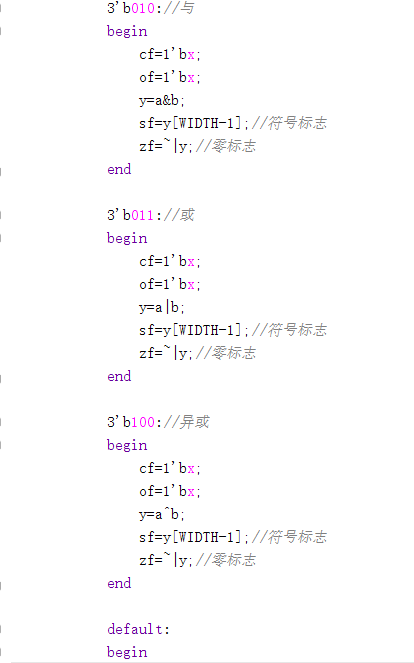 3'b010://与
begin
cf=1'bx;
of=1'bx;
y=a&b;
sf=y[WIDTH-1];//符号标志
zf=~|y;//零标志
end
3'b011://或
begin
cf=1'bx;
of=1'bx;
y=a|b;
sf=y[WIDTH-1];//符号标志
zf=~|y;//零标志
end
3'b100://异或
begin
cf=1'bx;
of=1'bx;
y=a^b;
sf=y[WIDTH-1];//符号标志
zf=~|y;//零标志
end
default:
begin